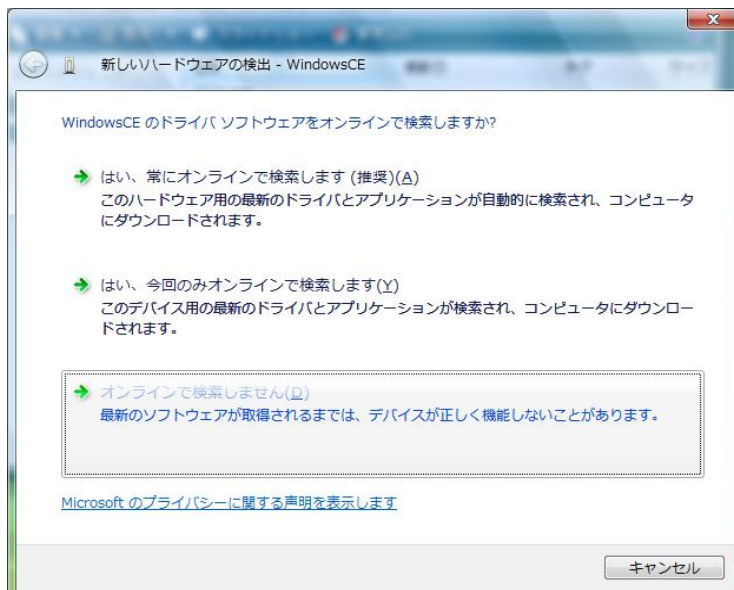 新しいハードウェアの検出 - WindowsCE
WindowsCE のドライバ ソフトウェアをオンラインで検索しますか?
はい、常にオンラインで検索します (推奨)(A)
このハードウェア用の最新のドライバとアプリケーションが自動的に検索され、コンピュータ
にダウンロードされます。
はい、今回のみオンラインで検索します(Y)
このデバイス用の最新のドライバとアプリケーションが検索され、コンピュータにダウンロー
ドされます。
オンラインで検索しません(D)
最新のソフトウェアが取得されるまでは、デバイスが正しく機能しないことがあります。
Microsoft のプライバシーに関する声明を表示します
キャンセル